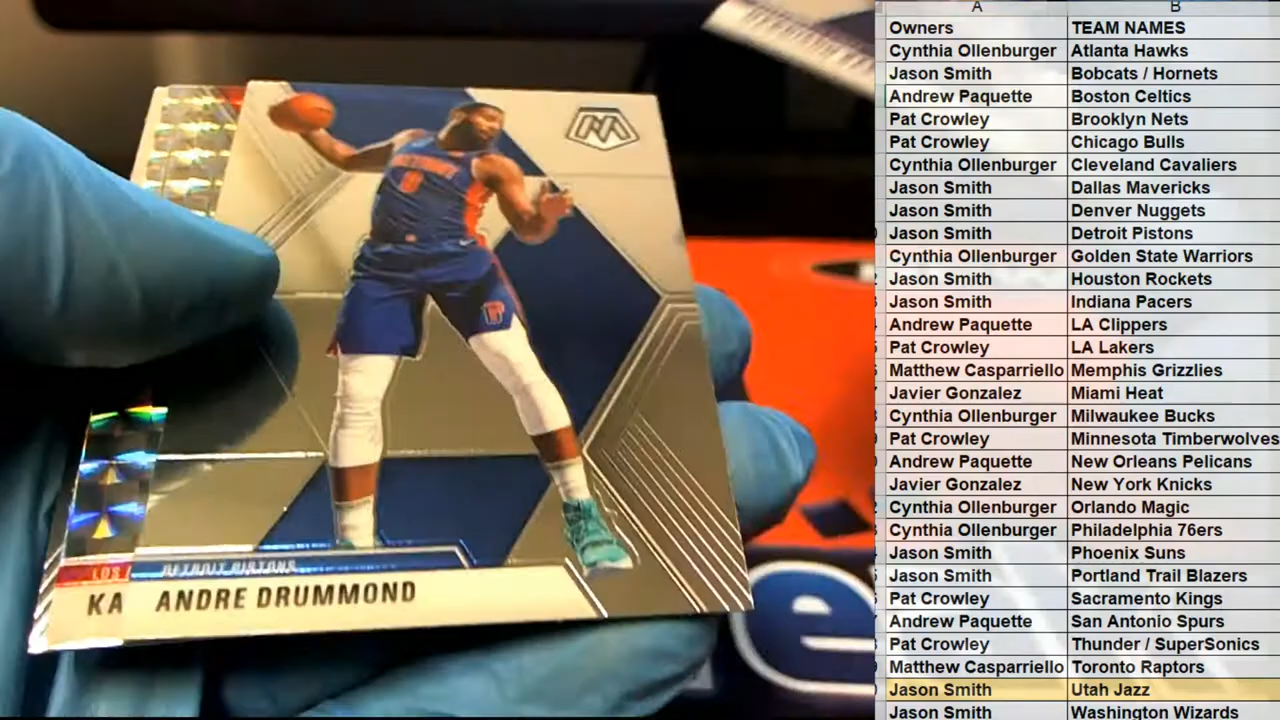 A B
Owners TEAM NAMES
Cynthia Ollenburger Atlanta Hawks
Jason Smith Bobcats / Hornets
Andrew Paquette Boston Celtics
Pat Crowley Brooklyn Nets
Pat Crowley Chicago Bulls
Cynthia Ollenburger Cleveland Cavaliers
Jason Smith Dallas Mavericks
Jason Smith Denver Nuggets
Jason Smith Detroit Pistons
Cynthia Ollenburger Golden State Warriors
Jason Smith Houston Rockets
Jason Smith Indiana Pacers
Andrew Paquette LA Clippers
Pat Crowley LA Lakers
Matthew Casparriello Memphis Grizzlies
Javier Gonzalez Miami Heat
Cynthia Ollenburger Milwaukee Bucks
Pat Crowley Minnesota Timberwolves
Andrew Paquette New Orleans Pelicans
Javier Gonzalez New York Knicks
Cynthia Ollenburger Orlando Magic
Cynthia Ollenburger Philadelphia 76ers
Jason Smith Phoenix Suns
Jason Smith Portland Trail Blazers
Pat Crowley Sacramento Kings
Andrew Paquette San Antonio Spurs
Pat Crowley Thunder / SuperSonics
Matthew Casparriello Toronto Raptors
Jason Smith Utah Jazz
Jason Smith Washington Wizards
LOS DETROIT PISTONS
KA ANDRE DRUMMOND
e